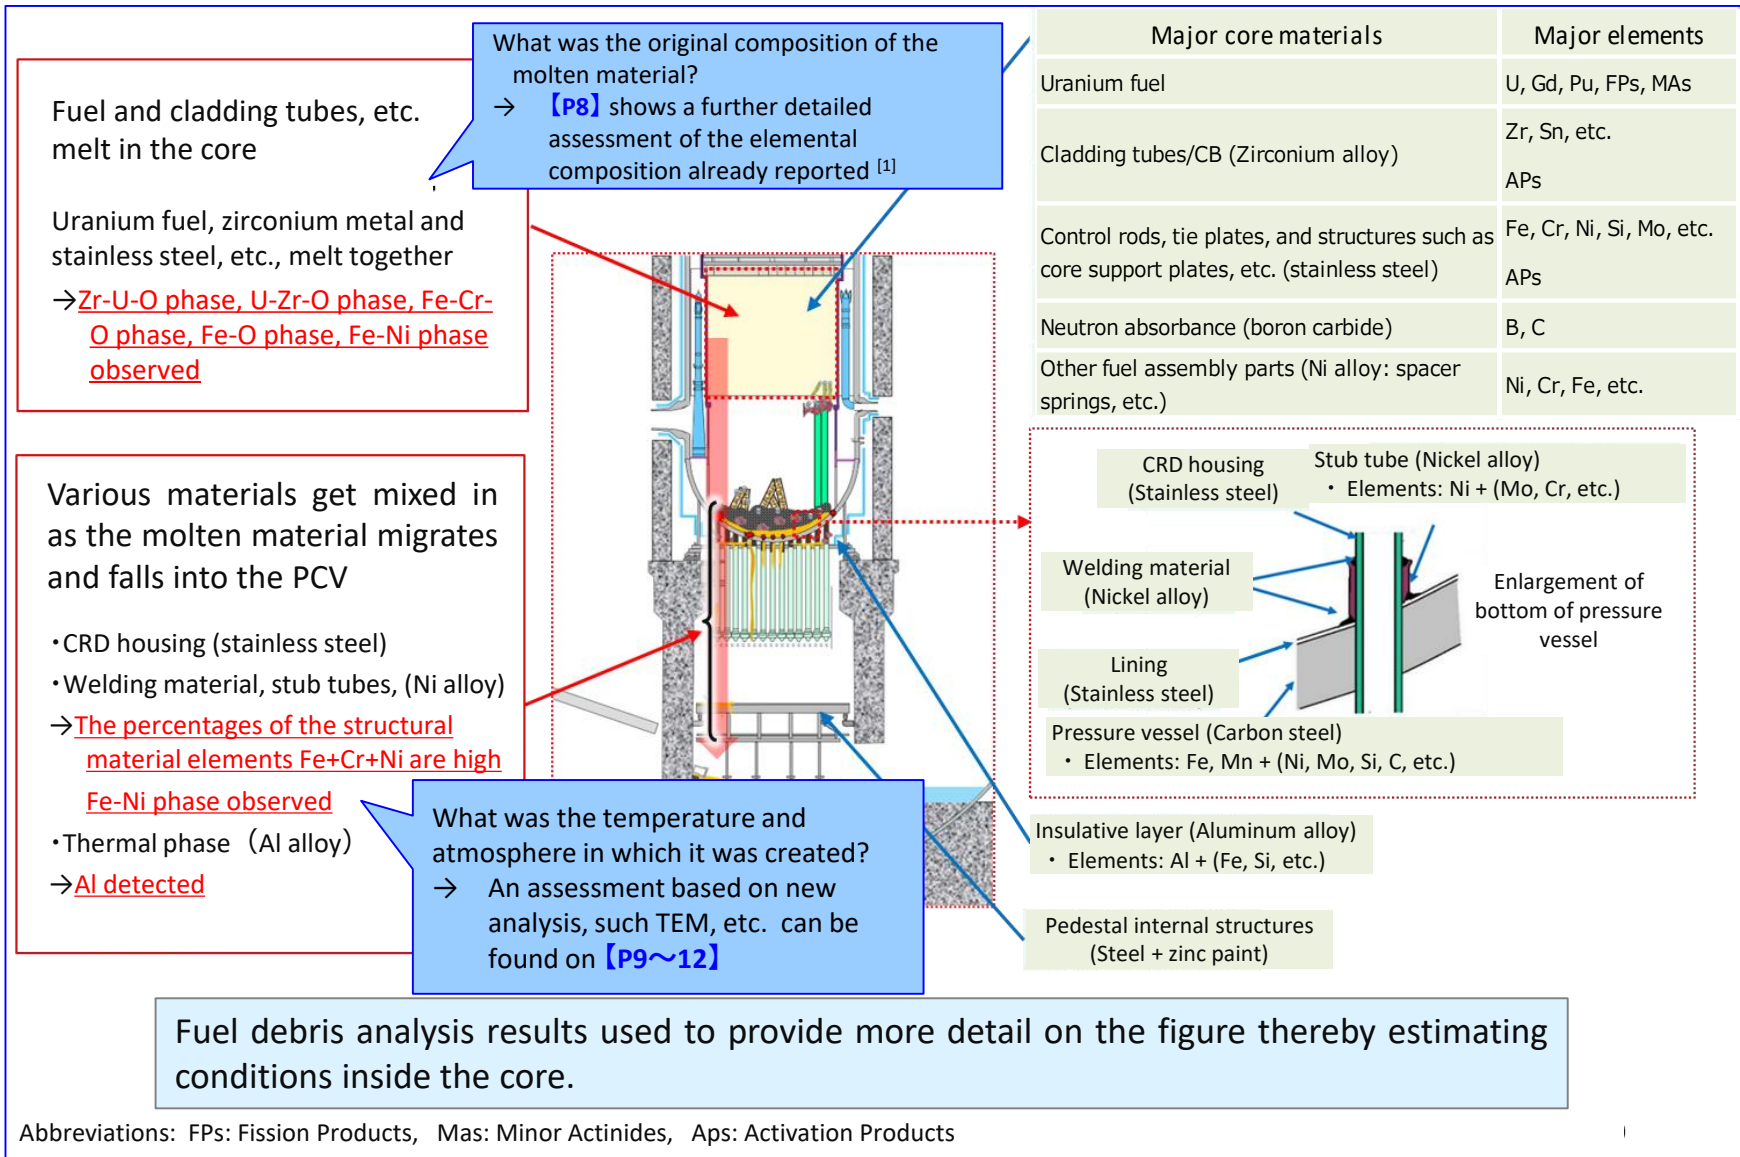 Fuel and cladding tubes, etc.
melt in the core
Uranium fuel, zirconium metal and
stainless steel, etc., melt together
→Zr-U-O phase, U-Zr-O phase, Fe-Cr-
O phase, Fe-O phase, Fe-Ni phase
observed
What was the original composition of the
molten material?
→ 【P8】 shows a further detailed
assessment of the elemental
composition already reported [1]
Major core materials Major elements
Uranium fuel U, Gd, Pu, FPs, MAs
Cladding tubes/CB (Zirconium alloy) Zr, Sn, etc.
APs
Control rods, tie plates, and structures such as
core support plates, etc. (stainless steel)
Fe, Cr, Ni, Si, Mo, etc.
APs
Neutron absorbance (boron carbide) B, C
Other fuel assembly parts (Ni alloy: spacer
springs, etc.)
Ni, Cr, Fe, etc.
Various materials get mixed in
as the molten material migrates
and falls into the PCV
・CRD housing (stainless steel)
・Welding material, stub tubes, (Ni alloy)
→The percentages of the structural
material elements Fe+Cr+Ni are high
Fe-Ni phase observed
・Thermal phase （Al alloy）
→Al detected
What was the temperature and
atmosphere in which it was created?
→ An assessment based on new
analysis, such TEM, etc. can be
found on 【P9～12】
CRD housing
(Stainless steel)
Stub tube (Nickel alloy)
・ Elements: Ni + (Mo, Cr, etc.)
Welding material
(Nickel alloy)
Enlargement of
bottom of pressure
vessel
Lining
(Stainless steel)
Pressure vessel (Carbon steel)
・ Elements: Fe, Mn + (Ni, Mo, Si, C, etc.)
Insulative layer (Aluminum alloy)
・ Elements: Al + (Fe, Si, etc.)
Pedestal internal structures
(Steel + zinc paint)
Fuel debris analysis results used to provide more detail on the figure thereby estimating
conditions inside the core.
Abbreviations: FPs: Fission Products, Mas: Minor Actinides, Aps: Activation Products